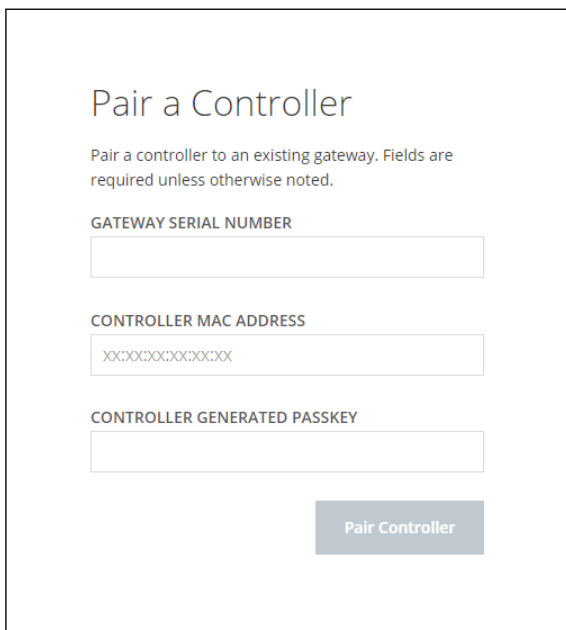 Pair a Controller
Pair a controller to an existing gateway. Fields are
required unless otherwise noted.
GATEWAY SERIAL NUMBER
CONTROLLER MAC ADDRESS
xx:xx:xx:xx:xx:xx
CONTROLLER GENERATED PASSKEY
Pair Controller